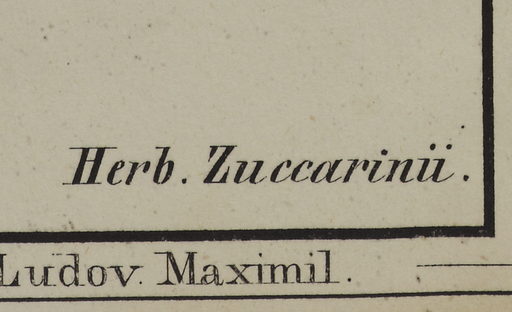 Herb. Zuccarinii.
Ludov. Maximil.